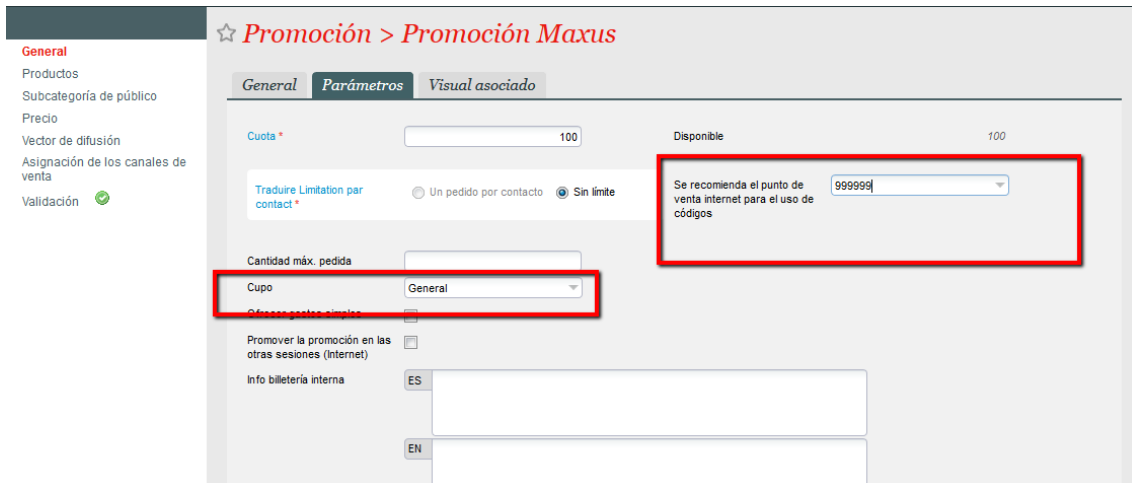 Promoción > Promoción Maxus
General
Productos
Subcategoría de público
Precio
Vector de difusión
Asignación de los canales de
venta
Validación
General Parámetros Visual asociado
Cuota * 100 Disponible 100
Traduire Limitation par
contact *
Un pedido por contacto Sin límite
Se recomienda el punto de
venta internet para el uso de
códigos
999999
Cantidad máx. pedida
Cupo General
Ofrecer gastos simples
Promover la promoción en las
otras sesiones (Internet)
Info billetería interna ES
EN